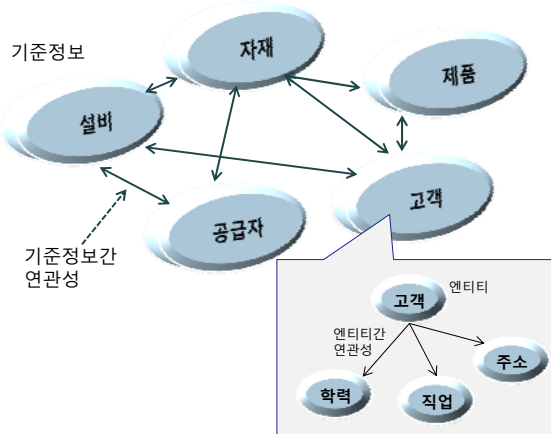 기준정보
자재
제품
설비
고객
공급자
기준정보간
연관성
고객
엔티티
엔티티간
연관성
주소
학력
직업